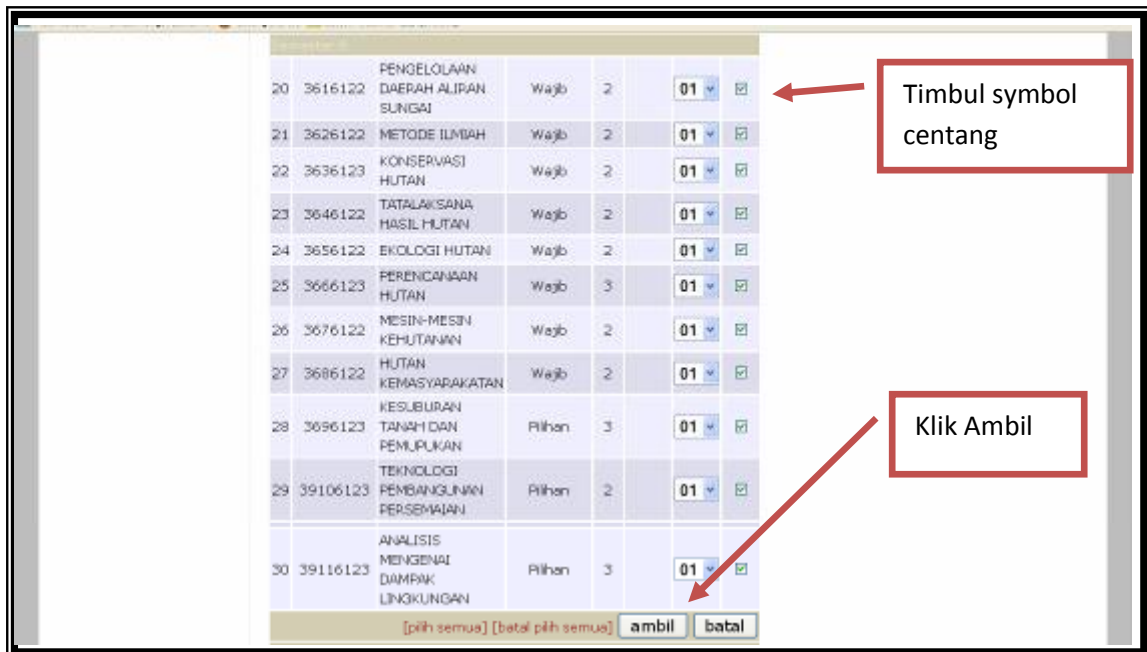 Semester 6
20 3616122 PENGELOLAAN DAERAH ALIRAN SUNGAI Wajib 2 01
21 3626122 METODE ILMIAH Wajib 2 01
22 3636123 KONSERVASI HUTAN Wajib 2 01
23 3646122 TATALAKSANA HASIL HUTAN Wajib 2 01
24 3656122 EKOLOGI HUTAN Wajib 2 01
25 3666123 PERENCANAAN HUTAN Wajib 3 01
26 3676122 MESIN-MESIN KEHUTANAN Wajib 2 01
27 3686122 HUTAN KEMASYARAKATAN Wajib 2 01
28 3696123 KESUBURAN TANAH DAN PEMUPUKAN Pilihan 3 01
29 39106123 TEKNOLOGI PEMBANGUNAN PERSEMAIAN Pilihan 2 01
30 39116123 ANALISIS MENGENAI DAMPAK LINGKUNGAN Pilihan 3 01
[pilih semua] [batal pilih semua] ambil batal
Timbul symbol
centang
Klik Ambil